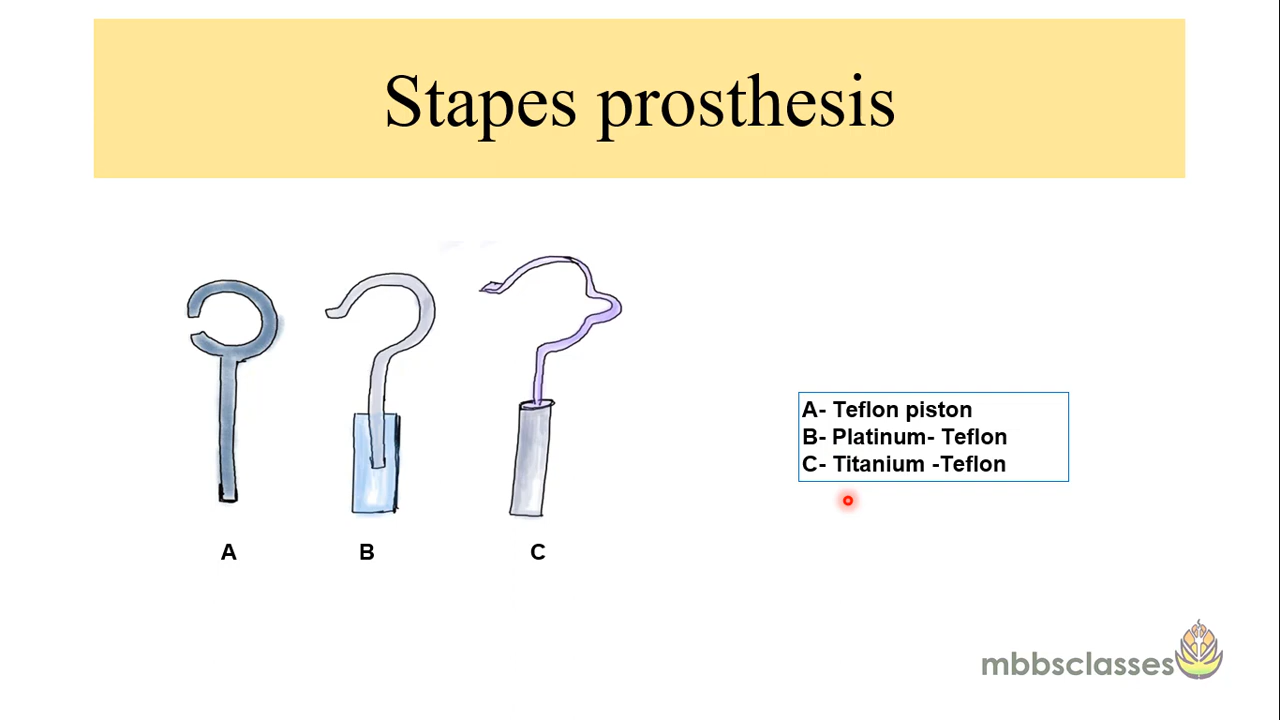 Stapes prosthesis
A- Teflon piston
B- Platinum- Teflon
C- Titanium -Teflon
A
B
C
mbbsclasses